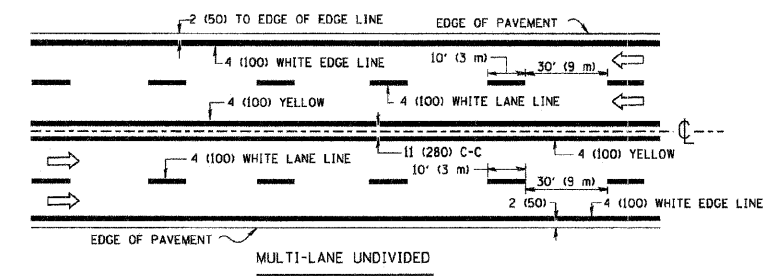 2 (50) TO EDGE OF EDGE LINE
EDGE OF PAVEMENT
4 (100) WHITE EDGE LINE
10' (3 m)
30' (9 m)
4 (100) YELLOW
4 (100) WHITE LANE LINE
℄
4 (100) WHITE LANE LINE
11 (280) C-C
4 (100) YELLOW
10' (3 m)
30' (9 m)
2 (50)
4 (100) WHITE EDGE LINE
EDGE OF PAVEMENT
MULTI-LANE UNDIVIDED